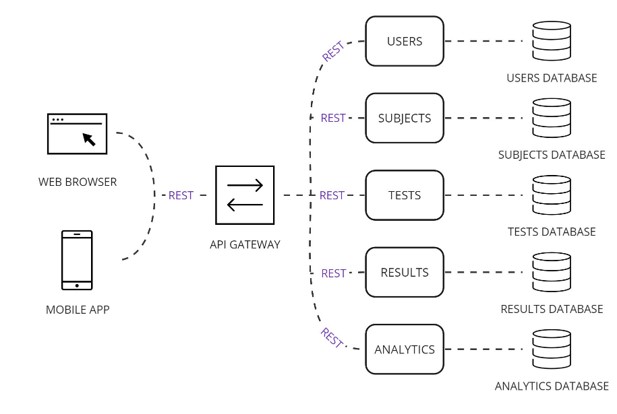 REST
USERS
USERS DATABASE
REST
SUBJECTS
SUBJECTS DATABASE
WEB BROWSER
REST
API GATEWAY
REST
TESTS
TESTS DATABASE
MOBILE APP
REST
RESULTS
RESULTS DATABASE
REST
ANALYTICS
ANALYTICS DATABASE